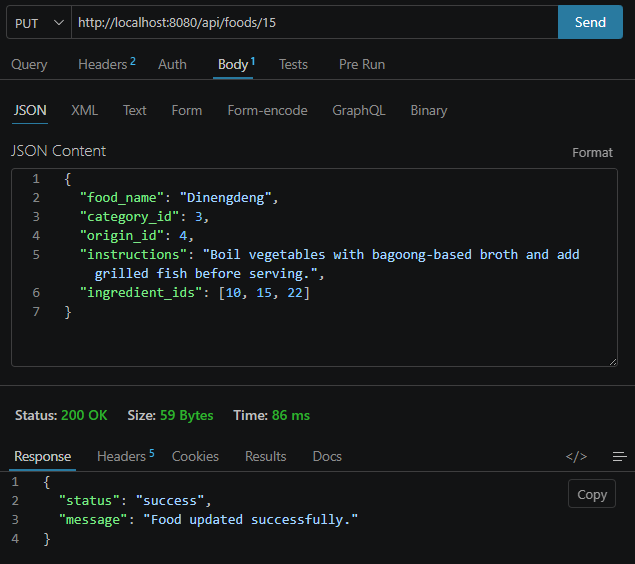 PUT http://localhost:8080/api/foods/15 Send
Query Headers 2 Auth Body 1 Tests Pre Run
JSON XML Text Form Form-encode GraphQL Binary
JSON Content Format
1 {
2 "food_name": "Dinengdeng",
3 "category_id": 3,
4 "origin_id": 4,
5 "instructions": "Boil vegetables with bagoong-based broth and add
grilled fish before serving.",
6 "ingredient_ids": [10, 15, 22]
7 }
Status: 200 OK Size: 59 Bytes Time: 86 ms
Response Headers 5 Cookies Results Docs </>
1 {
2 "status": "success",
3 "message": "Food updated successfully."
4 }
Copy